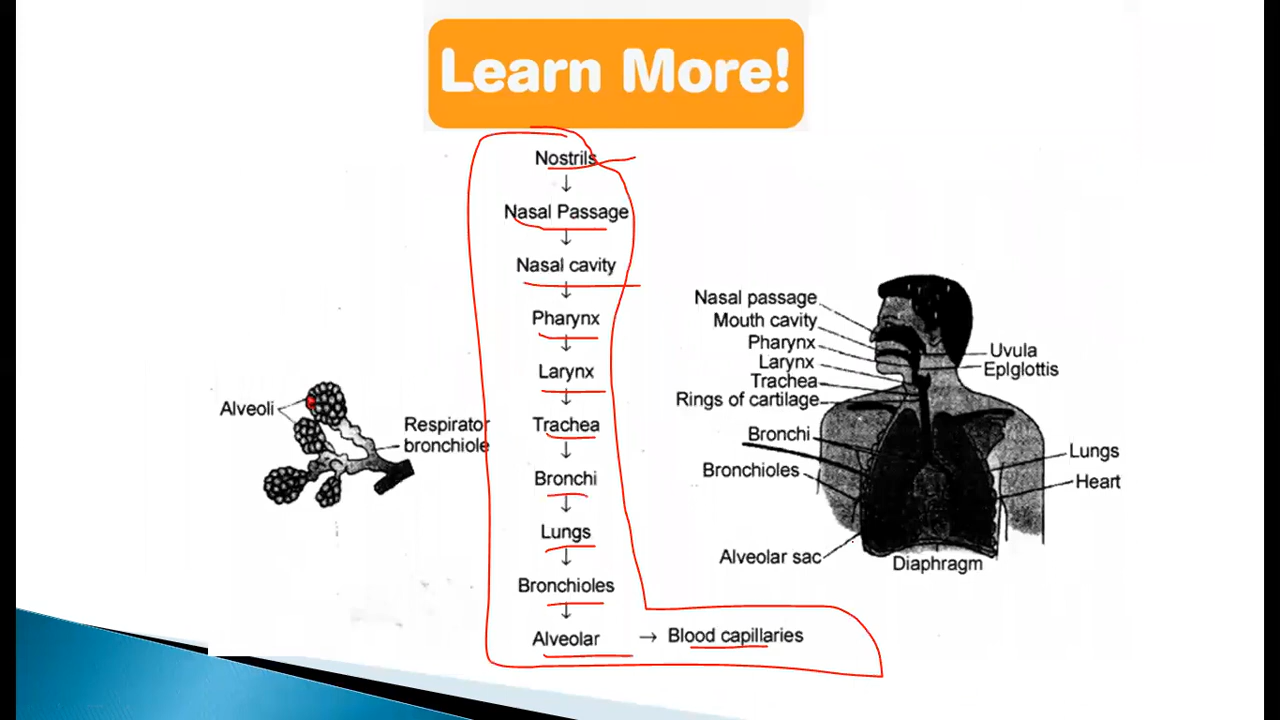 Learn More!
Nostrils
↓
Nasal Passage
↓
Nasal cavity
↓
Pharynx
↓
Larynx
↓
Trachea
↓
Bronchi
↓
Lungs
↓
Bronchioles
↓
Alveolar → Blood capillaries
Alveoli
Respirator
bronchiole
Nasal passage
Mouth cavity
Pharynx
Larynx
Trachea
Rings of cartilage
Bronchi
Bronchioles
Alveolar sac
Uvula
Eplglottis
Lungs
Heart
Diaphragm